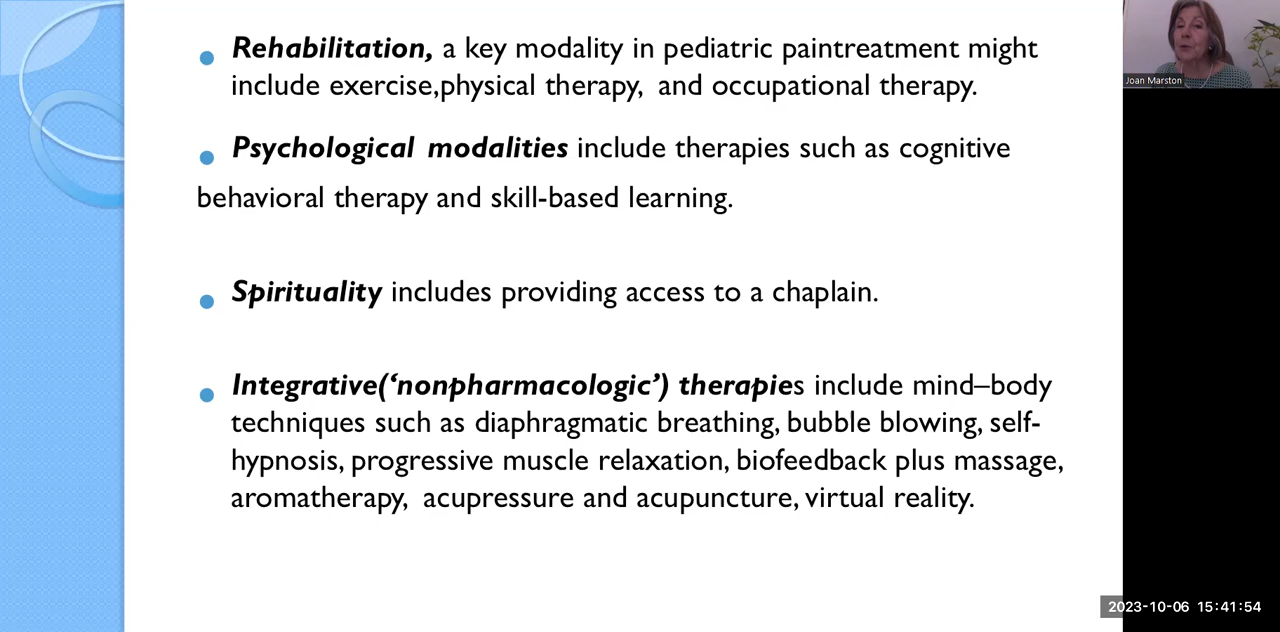 Rehabilitation, a key modality in pediatric paintreatment might
include exercise,physical therapy, and occupational therapy.
Psychological modalities include therapies such as cognitive
behavioral therapy and skill-based learning.
Spirituality includes providing access to a chaplain.
Integrative(‘nonpharmacologic’) therapies include mind–body
techniques such as diaphragmatic breathing, bubble blowing, self-
hypnosis, progressive muscle relaxation, biofeedback plus massage,
aromatherapy, acupressure and acupuncture, virtual reality.
Joan Marston
2023-10-06 15:41:54